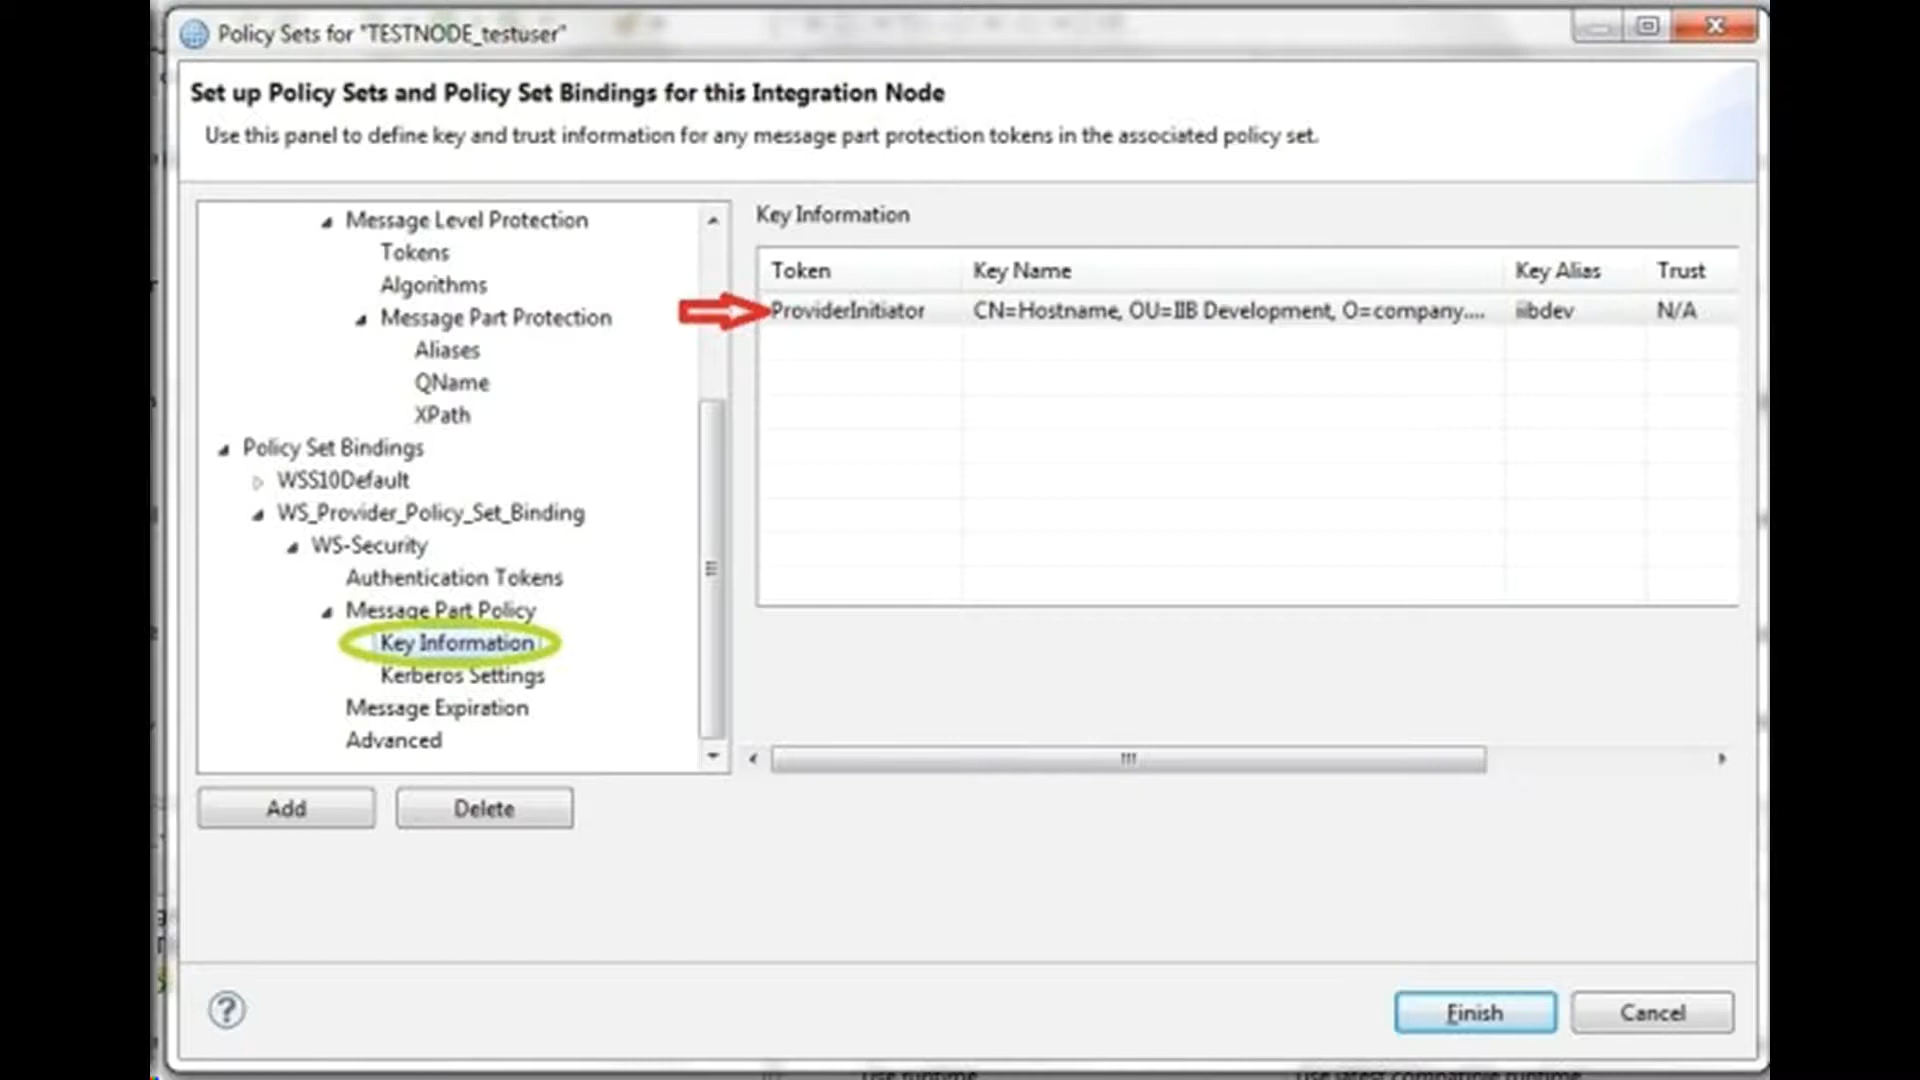 Policy Sets for "TESTNODE_testuser"
Set up Policy Sets and Policy Set Bindings for this Integration Node
Use this panel to define key and trust information for any message part protection tokens in the associated policy set.
Message Level Protection
Tokens
Algorithms
Message Part Protection
Aliases
QName
XPath
Policy Set Bindings
WSS10Default
WS_Provider_Policy_Set_Binding
WS-Security
Authentication Tokens
Message Part Policy
Key Information
Kerberos Settings
Message Expiration
Advanced
Add Delete
Key Information
Token Key Name Key Alias Trust
ProviderInitiator CN=Hostname, OU=IIB Development, O=company.... iibdev N/A
Finish Cancel